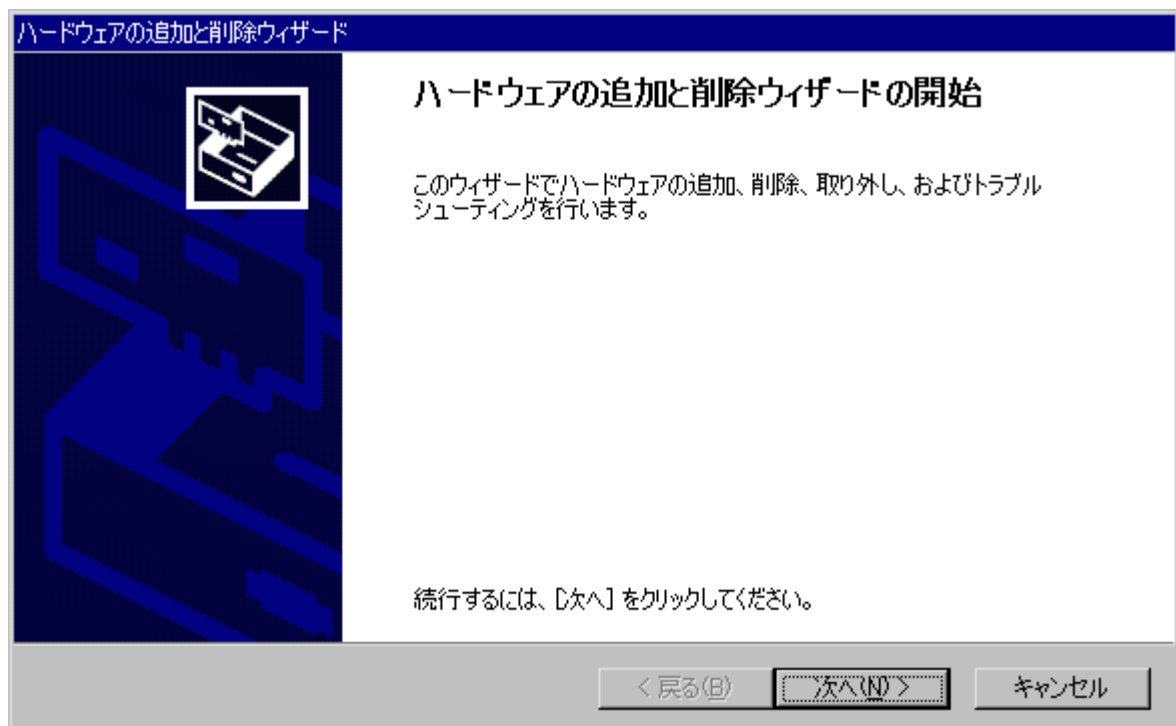 ハードウェアの追加と削除ウィザード
ハードウェアの追加と削除ウィザードの開始
このウィザードでハードウェアの追加、削除、取り外し、およびトラブル
シューティングを行います。
続行するには、[次へ] をクリックしてください。
< 戻る(B)
次へ(N) >
キャンセル